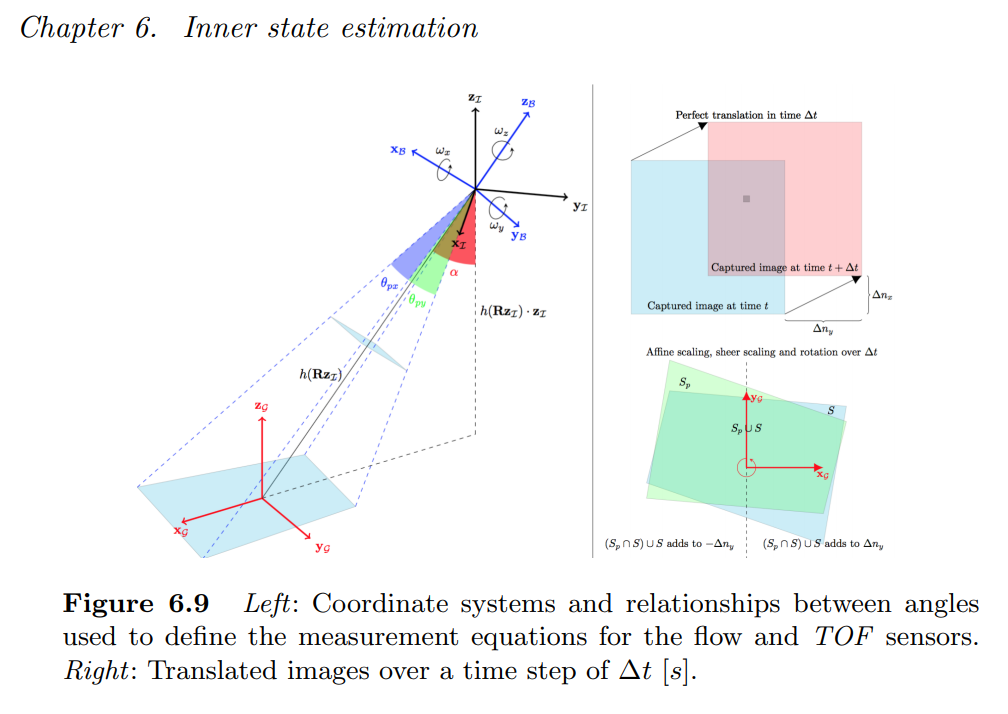 Chapter 6. Inner state estimation
z_I
z_B
ω_z
x_B
ω_x
y_I
ω_y
y_B
x_I
α
θ_px
θ_py
h(Rz_I) · z_I
h(Rz_I)
z_G
x_G
y_G
Perfect translation in time Δt
Captured image at time t + Δt
Captured image at time t
Δn_x
Δn_y
Affine scaling, sheer scaling and rotation over Δt
S_p
y_G
S
S_p ∪ S
x_G
(S_p ∩ S) ∪ S adds to −Δn_y
(S_p ∩ S) ∪ S adds to Δn_y
Figure 6.9 Left: Coordinate systems and relationships between angles
used to define the measurement equations for the flow and TOF sensors.
Right: Translated images over a time step of Δt [s].